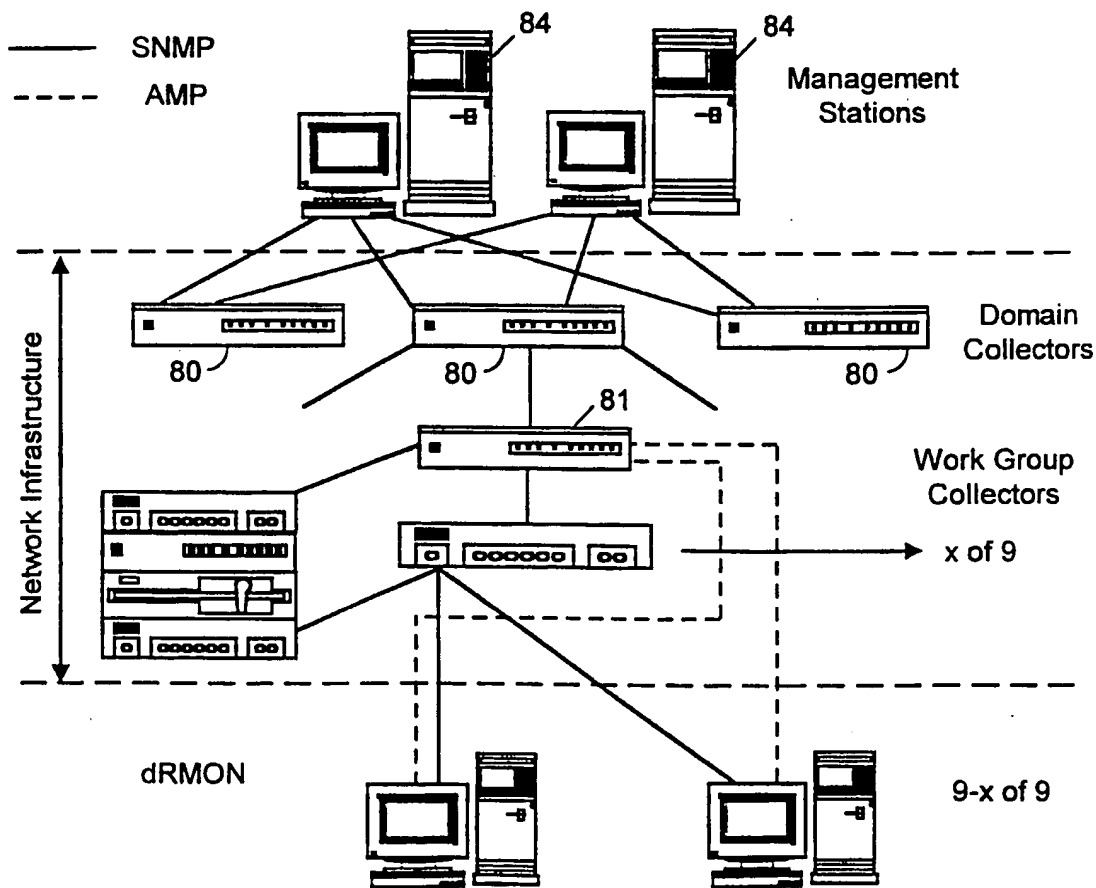 SNMP
AMP
84
84
Management
Stations
Network Infrastructure
80
80
80
Domain
Collectors
81
Work Group
Collectors
x of 9
dRMON
9-x of 9